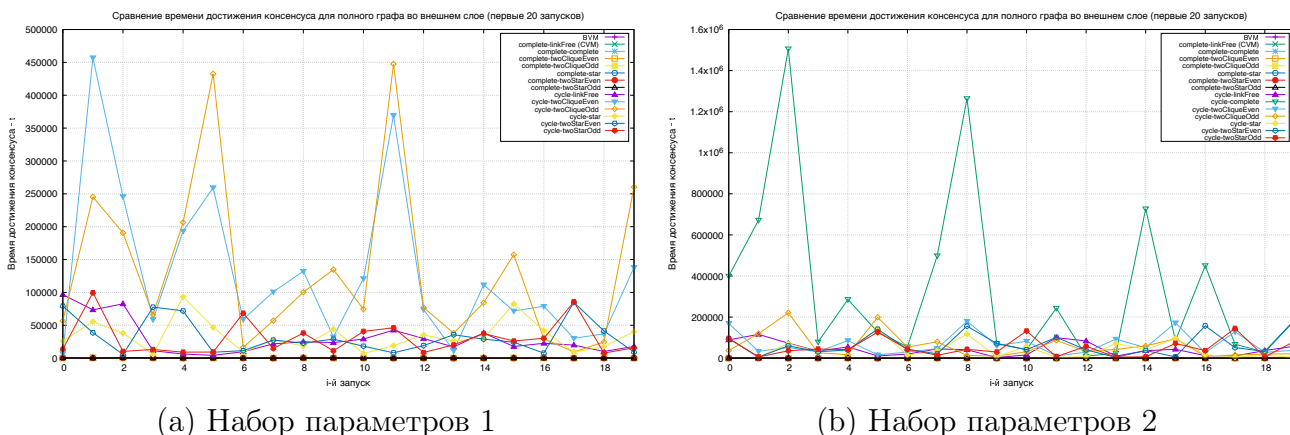 Сравнение времени достижения консенсуса для полного графа во внешнем слое (первые 20 запусков)
500000
450000
400000
350000
300000
250000
200000
150000
100000
50000
0
Время достижения консенсуса - t
BVM
complete-linkFree (CVM)
complete-complete
complete-twoCliqueEven
complete-twoCliqueOdd
complete-star
complete-twoStarEven
complete-twoStarOdd
cycle-linkFree
cycle-twoCliqueEven
cycle-twoCliqueOdd
cycle-star
cycle-twoStarEven
cycle-twoStarOdd
0 2 4 6 8 10 12 14 16 18
i-й запуск
(a) Набор параметров 1
Сравнение времени достижения консенсуса для полного графа во внешнем слое (первые 20 запусков)
1.6x10⁶
1.4x10⁶
1.2x10⁶
1x10⁶
800000
600000
400000
200000
0
Время достижения консенсуса - t
BVM
complete-linkFree (CVM)
complete-complete
complete-twoCliqueEven
complete-twoCliqueOdd
complete-star
complete-twoStarEven
complete-twoStarOdd
cycle-linkFree
cycle-complete
cycle-twoCliqueEven
cycle-twoCliqueOdd
cycle-star
cycle-twoStarEven
cycle-twoStarOdd
0 2 4 6 8 10 12 14 16 18
i-й запуск
(b) Набор параметров 2